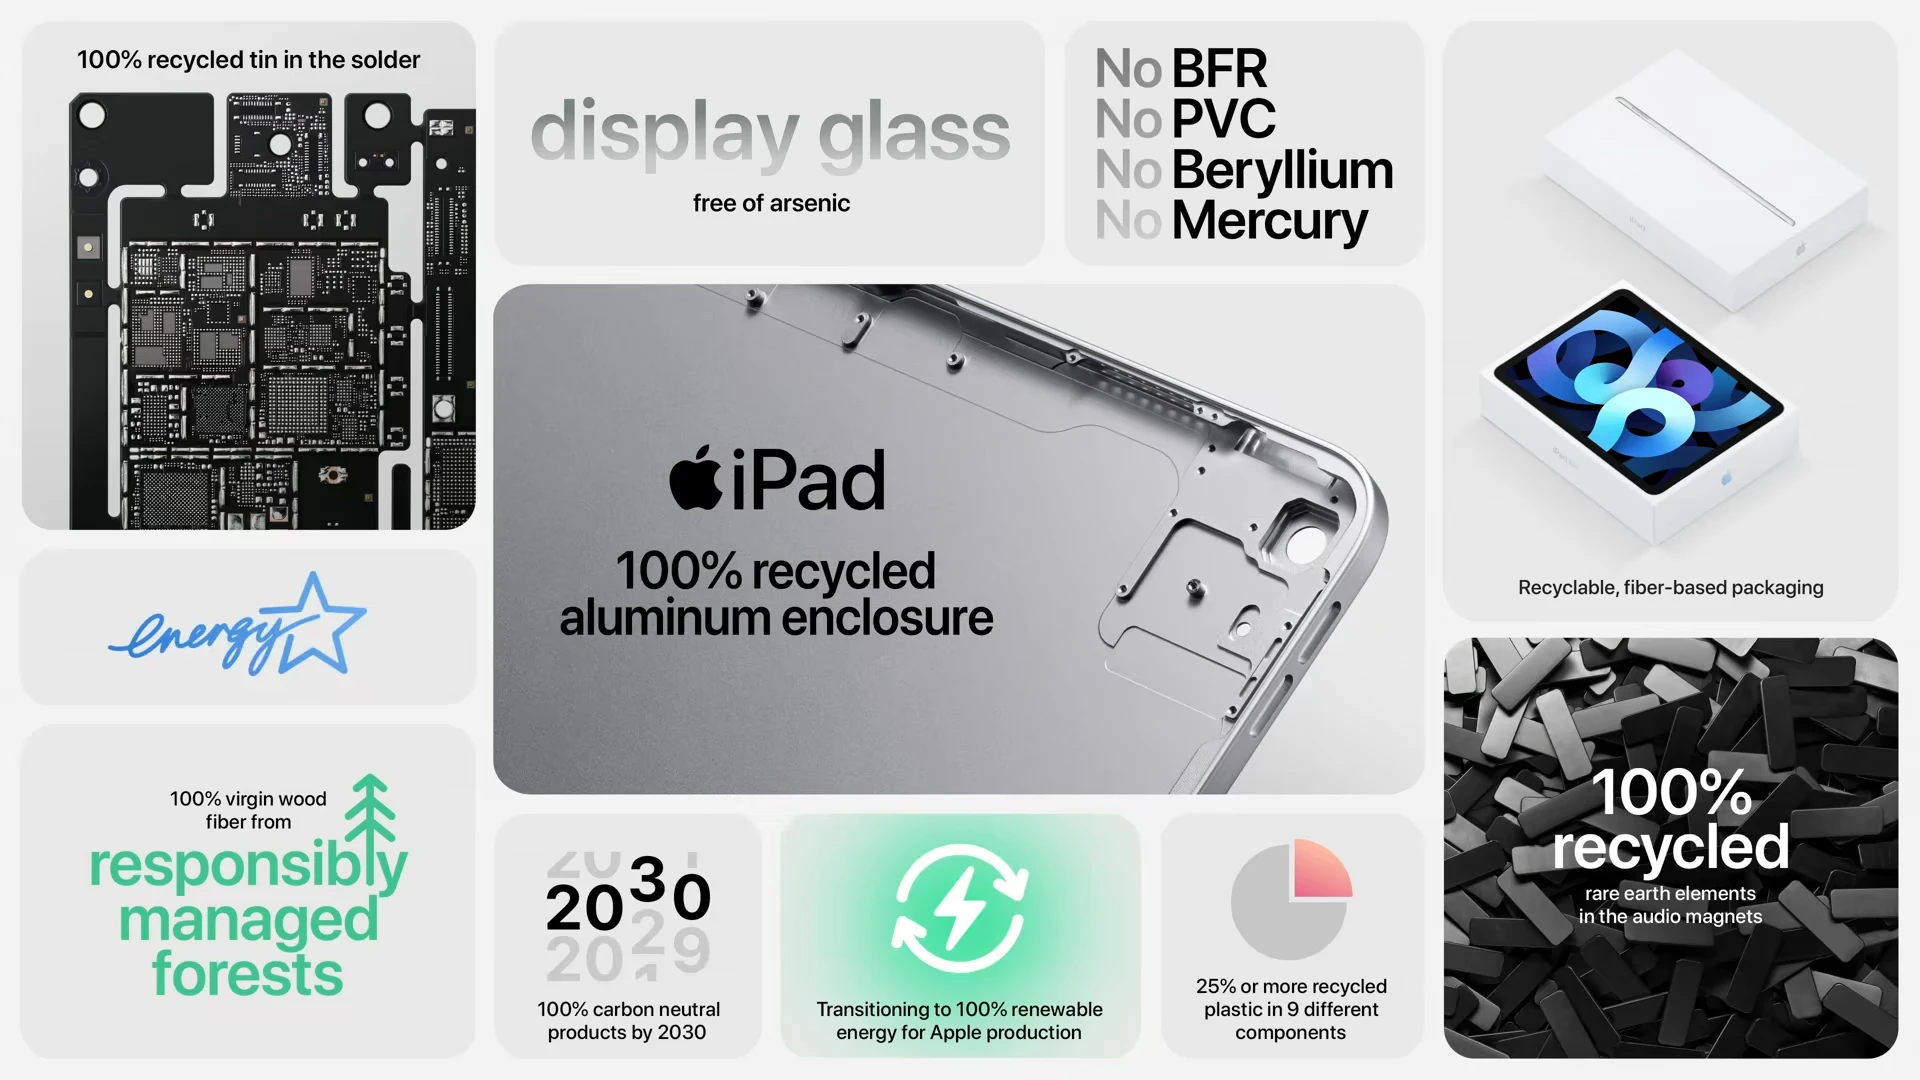 100% recycled tin in the solder
display glass
free of arsenic
No BFR
No PVC
No Beryllium
No Mercury
iPad
100% recycled
aluminum enclosure
Recyclable, fiber-based packaging
energy
100% virgin wood
fiber from
responsibly
managed
forests
2030
100% carbon neutral
products by 2030
Transitioning to 100% renewable
energy for Apple production
25% or more recycled
plastic in 9 different
components
100%
recycled
rare earth elements
in the audio magnets